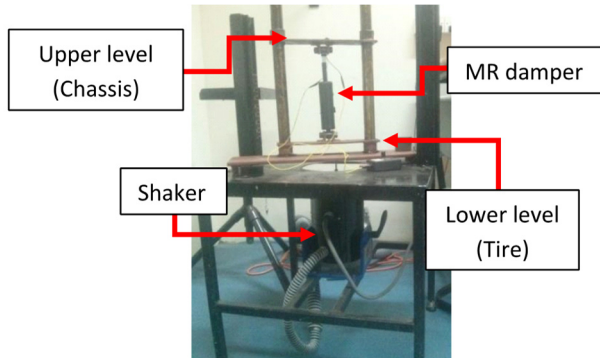 Upper level
(Chassis)
MR damper
Shaker
Lower level
(Tire)